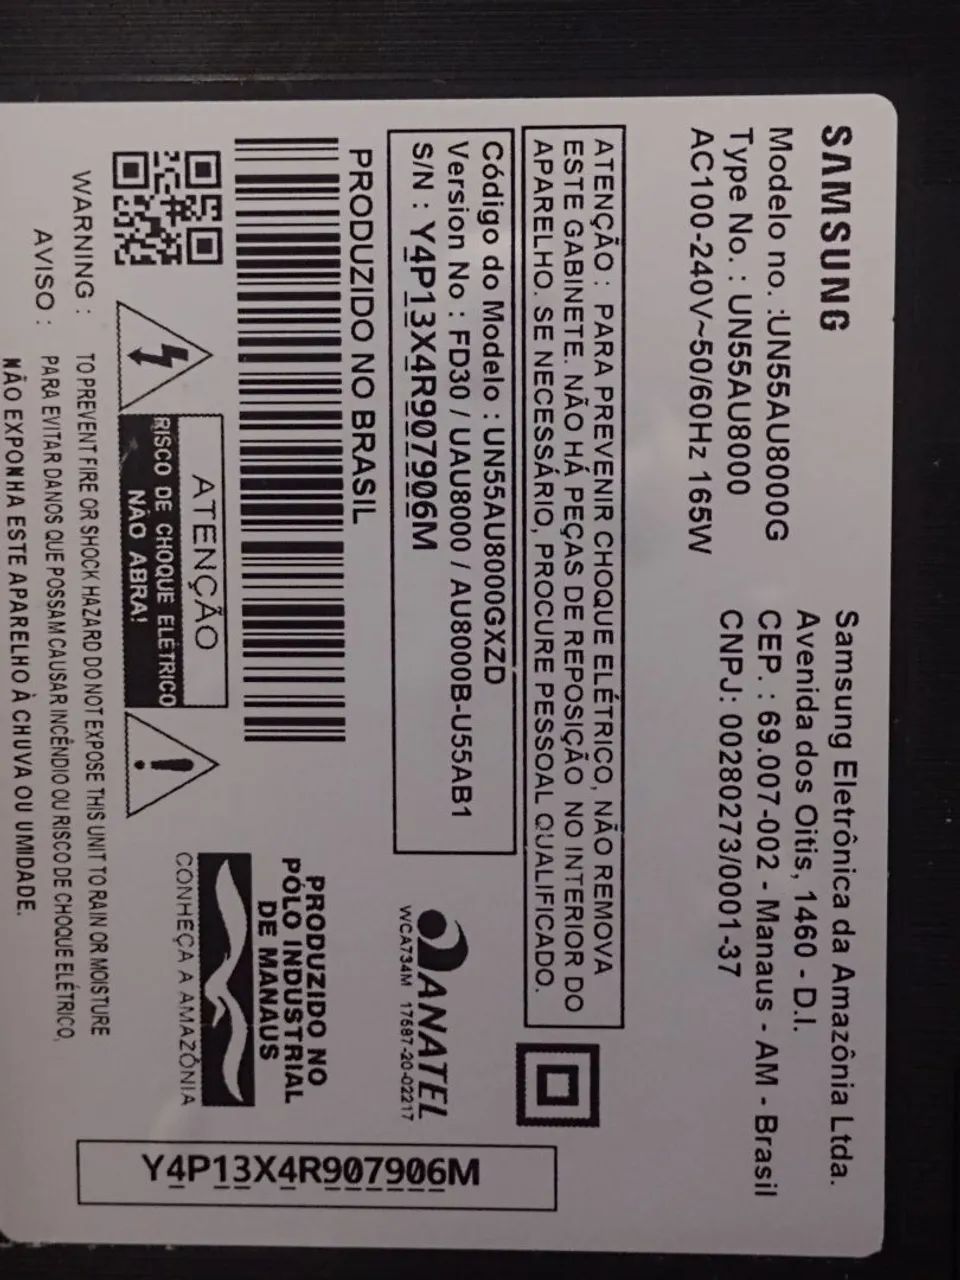 SAMSUNG
Modelo no. :UN55AU8000G
Type No. : UN55AU8000
AC100-240V~50/60Hz 165W
Samsung Eletrônica da Amazônia Ltda.
Avenida dos Oitis, 1460 - D.I.
CEP. : 69.007-002 - Manaus - AM - Brasil
CNPJ: 00280273/0001-37
ATENÇÃO : PARA PREVENIR CHOQUE ELÉTRICO, NÃO REMOVA
ESTE GABINETE. NÃO HÁ PEÇAS DE REPOSIÇÃO NO INTERIOR DO
APARELHO. SE NECESSÁRIO, PROCURE PESSOAL QUALIFICADO.
Código do Modelo : UN55AU8000GXZD
Version No : FD30 / UAU8000 / AU8000B-U55AB1
S/N : Y4P13X4R907906M
ANATEL
WCA734M 17587-20-02217
PRODUZIDO NO BRASIL
PRODUZIDO NO
PÓLO INDUSTRIAL
DE MANAUS
CONHEÇA A AMAZÔNIA
ATENÇÃO
RISCO DE CHOQUE ELÉTRICO
NÃO ABRA!
WARNING : TO PREVENT FIRE OR SHOCK HAZARD DO NOT EXPOSE THIS UNIT TO RAIN OR MOISTURE
AVISO : PARA EVITAR DANOS QUE POSSAM CAUSAR INCÊNDIO OU RISCO DE CHOQUE ELÉTRICO,
NÃO EXPONHA ESTE APARELHO À CHUVA OU UMIDADE.
Y4P13X4R907906M